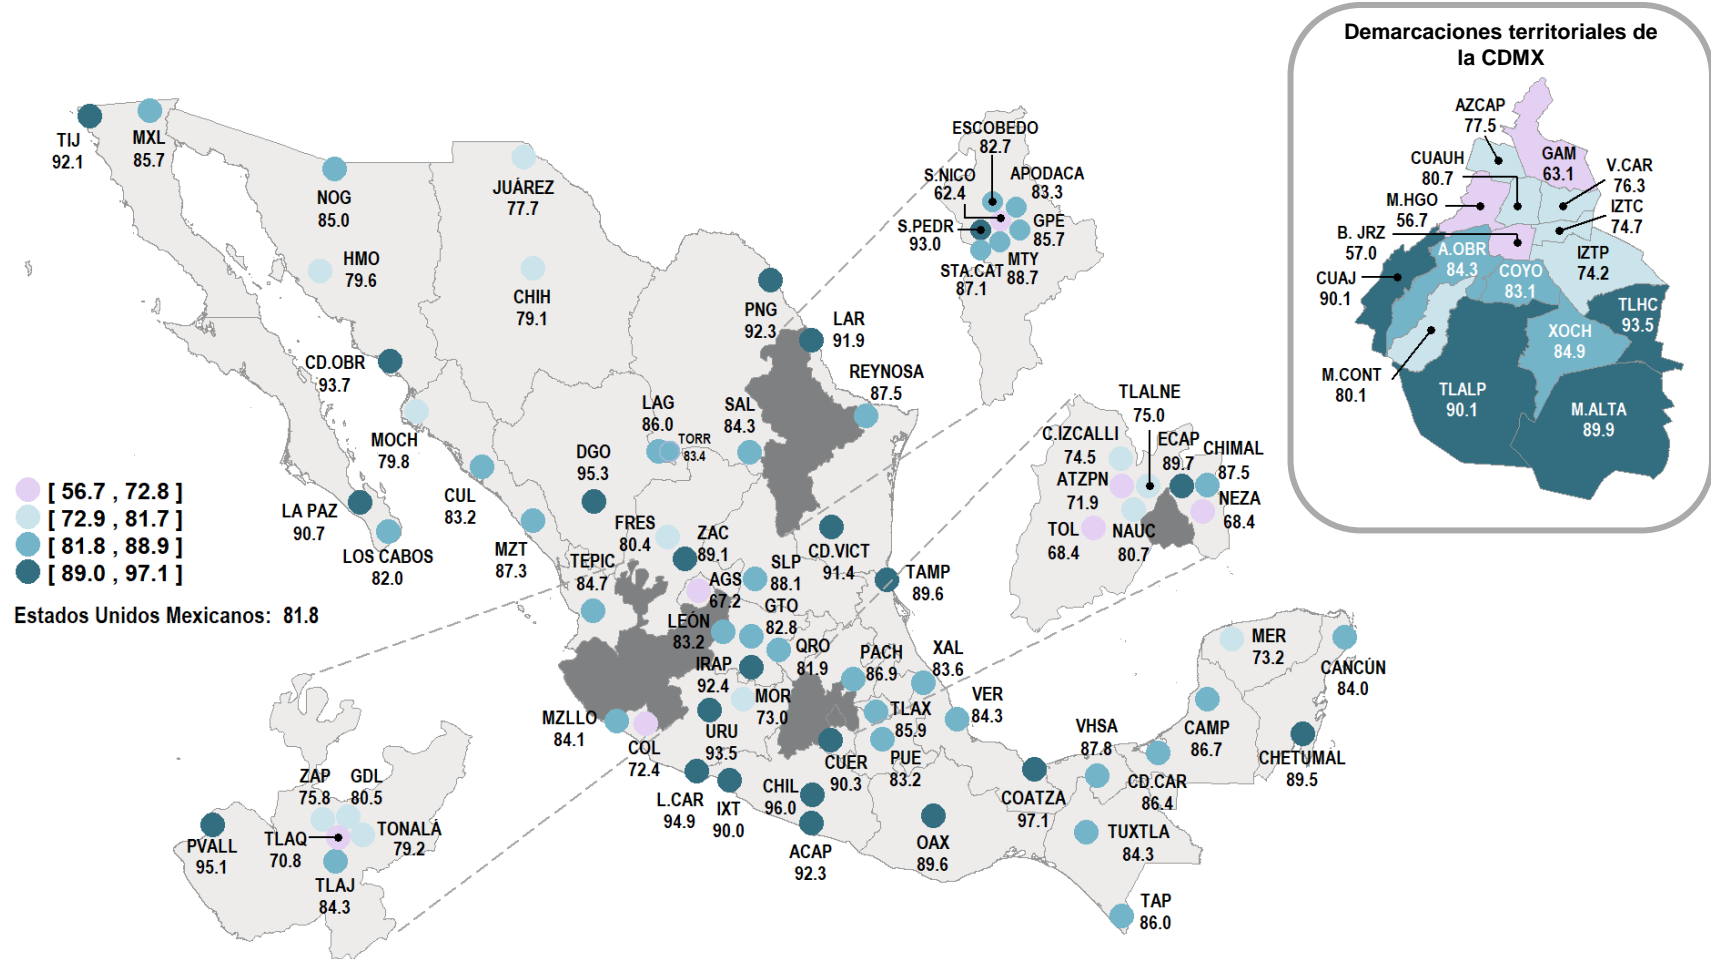 Demarcaciones territoriales de
la CDMX
AZCAP
77.5
CUAUH
80.7
GAM
63.1
V.CAR
76.3
M.HGO
56.7
IZTC
74.7
B. JRZ
57.0
A.OBR
84.3
IZTP
74.2
COYO
83.1
CUAJ
90.1
TLHC
93.5
XOCH
84.9
M.CONT
80.1
TLALP
90.1
M.ALTA
89.9
TIJ
92.1
MXL
85.7
NOG
85.0
JUÁREZ
77.7
HMO
79.6
CHIH
79.1
ESCOBEDO
82.7
S.NICO
62.4
APODACA
83.3
S.PEDR
93.0
GPE
85.7
MTY
88.7
STA.CAT
87.1
PNG
92.3
LAR
91.9
REYNOSA
87.5
CD.OBR
93.7
MOCH
79.8
LAG
86.0
TORR
83.4
SAL
84.3
DGO
95.3
CUL
83.2
LA PAZ
90.7
LOS CABOS
82.0
MZT
87.3
TLALNE
75.0
C.IZCALLI
74.5
ECAP
89.7
CHIMAL
87.5
ATZPN
71.9
NEZA
68.4
TOL
68.4
NAUC
80.7
[ 56.7 , 72.8 ]
[ 72.9 , 81.7 ]
[ 81.8 , 88.9 ]
[ 89.0 , 97.1 ]
Estados Unidos Mexicanos: 81.8
FRES
80.4
ZAC
89.1
CD.VICT
91.4
TEPIC
84.7
SLP
88.1
TAMP
89.6
AGS
67.2
GTO
82.8
LEÓN
83.2
QRO
81.9
IRAP
92.4
PACH
86.9
XAL
83.6
MOR
73.0
MZLLO
84.1
COL
72.4
URU
93.5
TLAX
85.9
VER
84.3
CUER
90.3
PUE
83.2
L.CAR
94.9
IXT
90.0
CHIL
96.0
ACAP
92.3
OAX
89.6
COATZA
97.1
VHSA
87.8
CD.CAR
86.4
CAMP
86.7
MER
73.2
CANCÚN
84.0
CHETUMAL
89.5
TUXTLA
84.3
TAP
86.0
ZAP
75.8
GDL
80.5
PVALL
95.1
TLAQ
70.8
TONALÁ
79.2
TLAJ
84.3